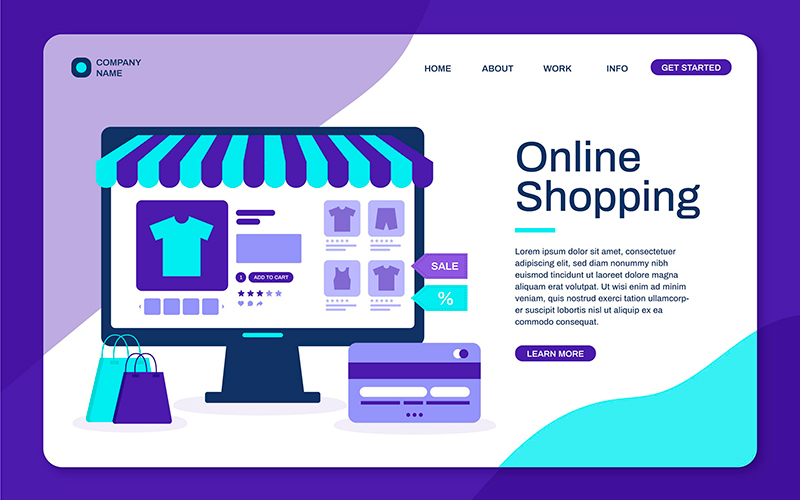 COMPANY
NAME
HOME
ABOUT
WORK
INFO
GET STARTED
Online
Shopping
Lorem ipsum dolor sit amet, consectetuer
adipiscing elit, sed diam nonummy nibh
euismod tincidunt ut laoreet dolore magna
aliquam erat volutpat. Ut wisi enim ad minim
veniam, quis nostrud exerci tation ullamcorp-
er suscipit lobortis nisl ut aliquip ex ea
commodo consequat.
LEARN MORE
1
ADD TO CART
SALE
%